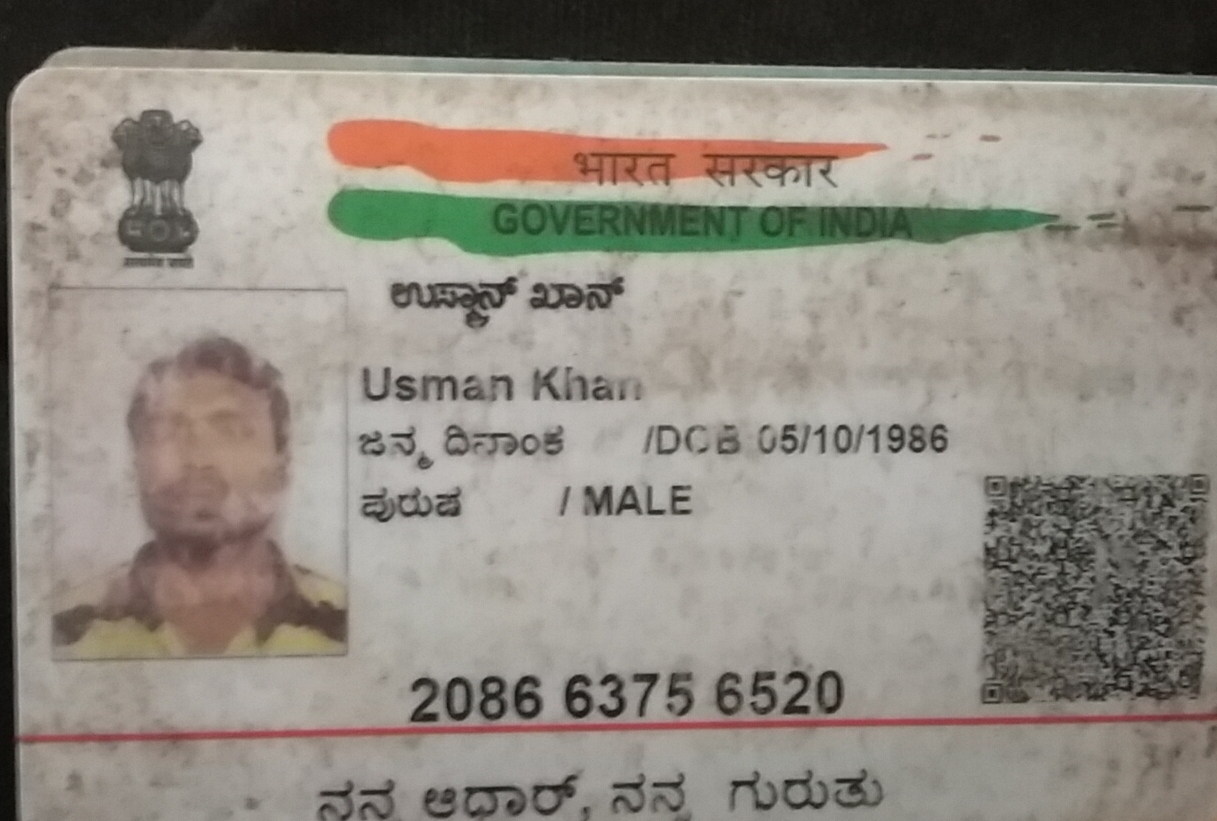 भारत सरकार
GOVERNMENT OF INDIA
ಉಸ್ಮಾನ್ ಖಾನ್
Usman Khan
ಜನ್ಮ ದಿನಾಂಕ /DOB 05/10/1986
ಪುರುಷ / MALE
2086 6375 6520
ನನ್ನ ಆಧಾರ್, ನನ್ನ ಗುರುತು